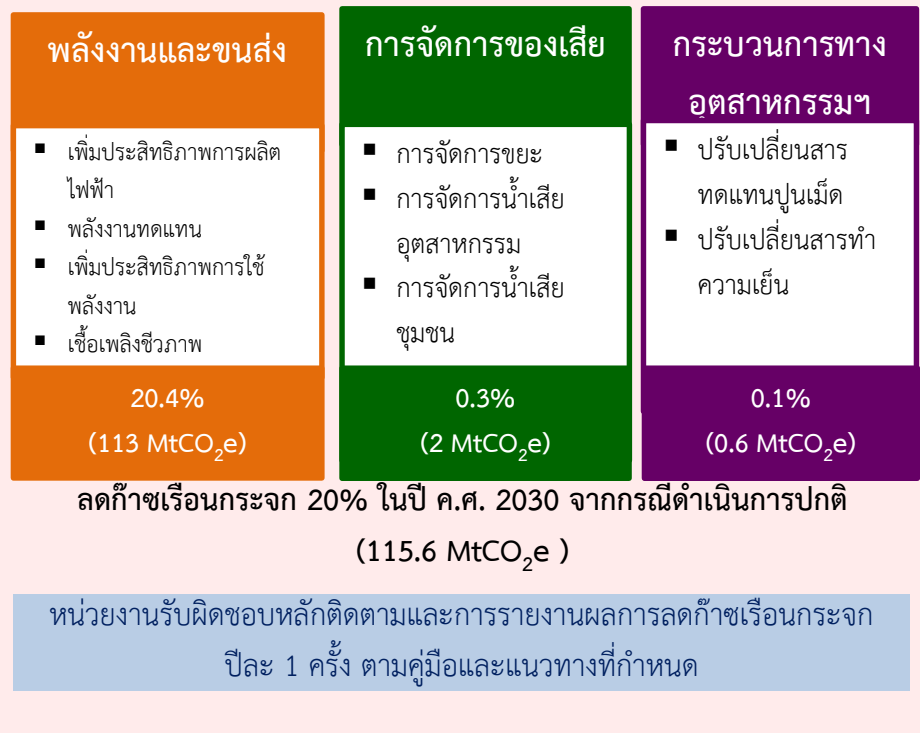 พลังงานและขนส่ง
■ เพิ่มประสิทธิภาพการผลิต
ไฟฟ้า
■ พลังงานทดแทน
■ เพิ่มประสิทธิภาพการใช้
พลังงาน
■ เชื้อเพลิงชีวภาพ
20.4%
(113 MtCO₂e)
การจัดการของเสีย
■ การจัดการขยะ
■ การจัดการน้ำเสีย
อุตสาหกรรม
■ การจัดการน้ำเสีย
ชุมชน
0.3%
(2 MtCO₂e)
กระบวนการทาง
อุตสาหกรรมฯ
■ ปรับเปลี่ยนสาร
ทดแทนปูนเม็ด
■ ปรับเปลี่ยนสารทำ
ความเย็น
0.1%
(0.6 MtCO₂e)
ลดก๊าซเรือนกระจก 20% ในปี ค.ศ. 2030 จากกรณีดำเนินการปกติ
(115.6 MtCO₂e )
หน่วยงานรับผิดชอบหลักติดตามและการรายงานผลการลดก๊าซเรือนกระจก
ปีละ 1 ครั้ง ตามคู่มือและแนวทางที่กำหนด